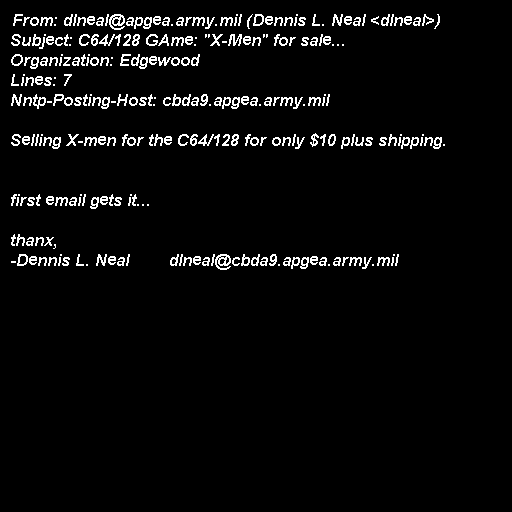 From: dlneal@apgea.army.mil (Dennis L. Neal <dlneal>)
Subject: C64/128 GAme: "X-Men" for sale...
Organization: Edgewood
Lines: 7
Nntp-Posting-Host: cbda9.apgea.army.mil
Selling X-men for the C64/128 for only $10 plus shipping.
first email gets it...
thanx,
-Dennis L. Neal dlneal@cbda9.apgea.army.mil